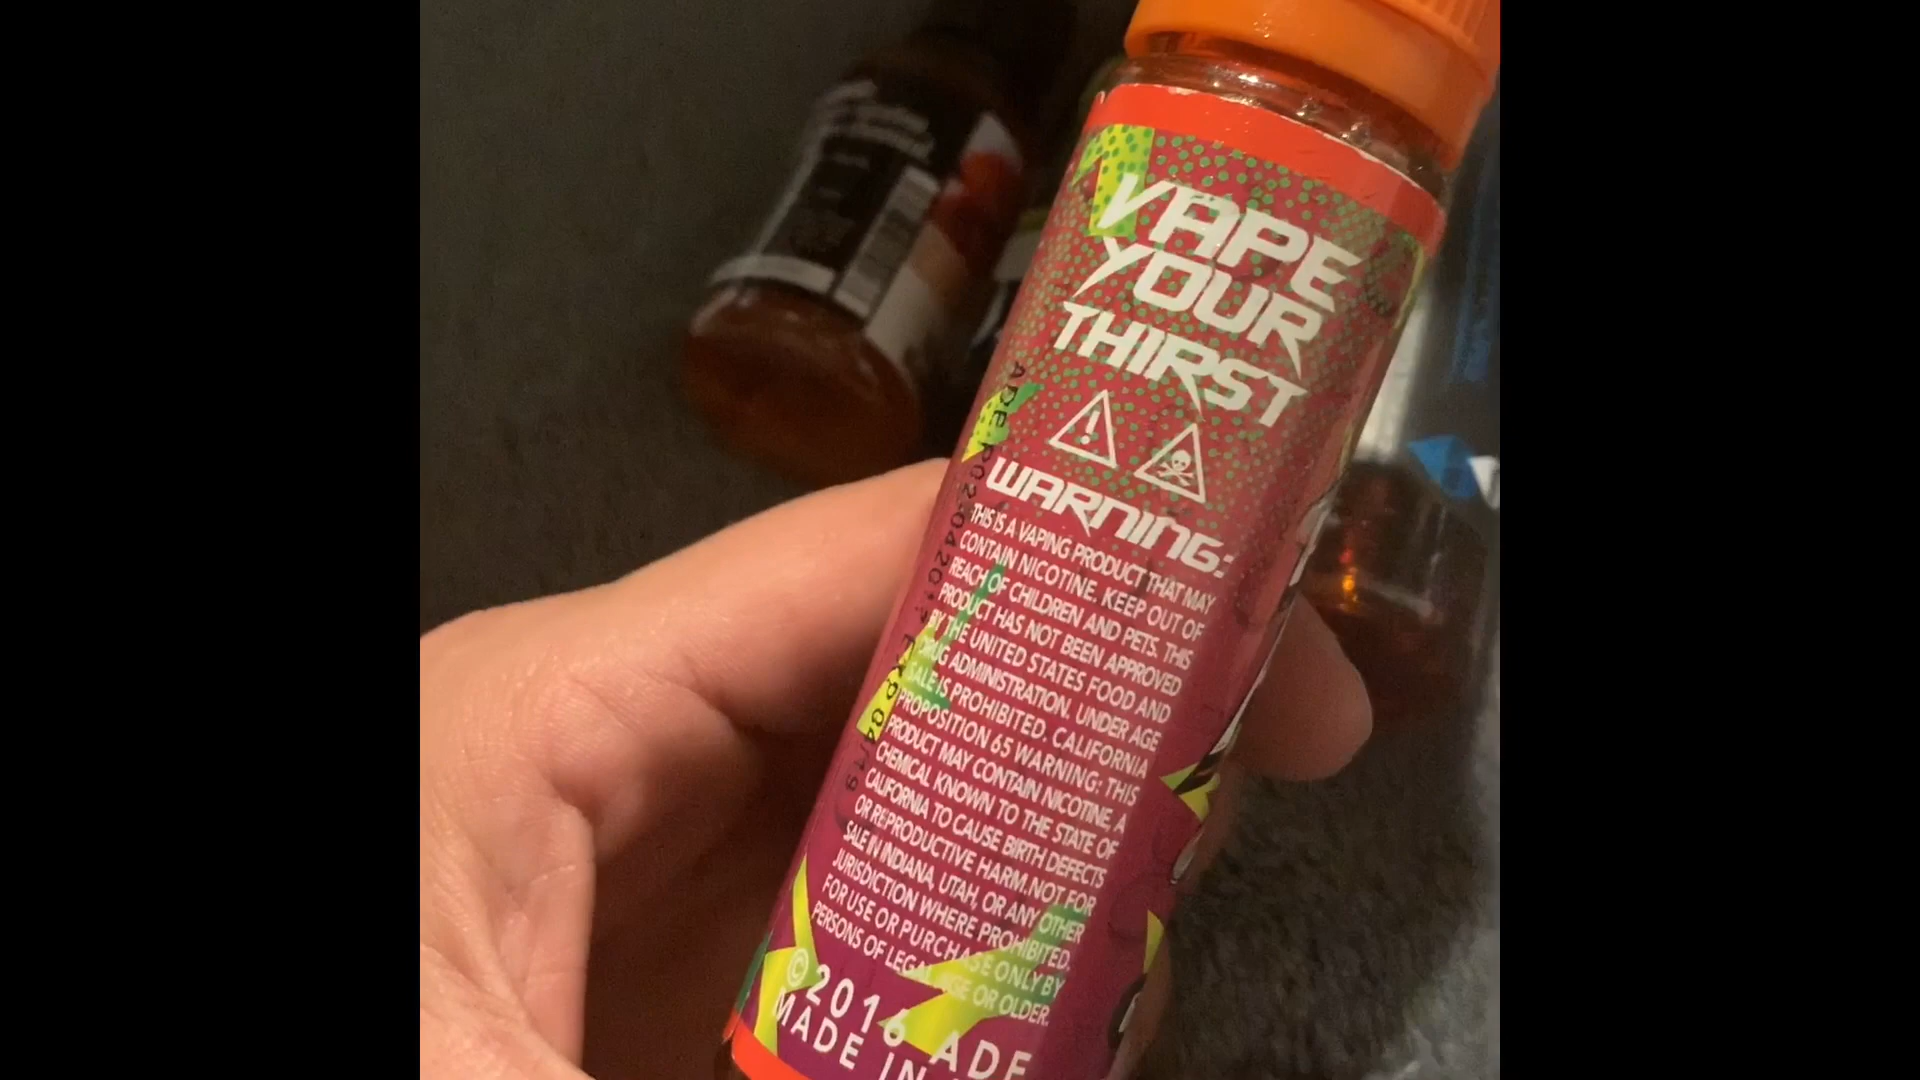 VAPE
YOUR
THIRST
WARNING:
THIS IS A VAPING PRODUCT THAT MAY
CONTAIN NICOTINE. KEEP OUT OF
REACH OF CHILDREN AND PETS. THIS
PRODUCT HAS NOT BEEN APPROVED
BY THE UNITED STATES FOOD AND
DRUG ADMINISTRATION. UNDER AGE
SALE IS PROHIBITED. CALIFORNIA
PROPOSITION 65 WARNING: THIS
PRODUCT MAY CONTAIN NICOTINE, A
CHEMICAL KNOWN TO THE STATE OF
CALIFORNIA TO CAUSE BIRTH DEFECTS
OR REPRODUCTIVE HARM.NOT FOR
SALE IN INDIANA, UTAH, OR ANY OTHER
JURISDICTION WHERE PROHIBITED.
FOR USE OR PURCHASE ONLY BY
PERSONS OF LEGAL AGE OR OLDER.
©2016 ADE
MADE IN
ADE EXP 04/19